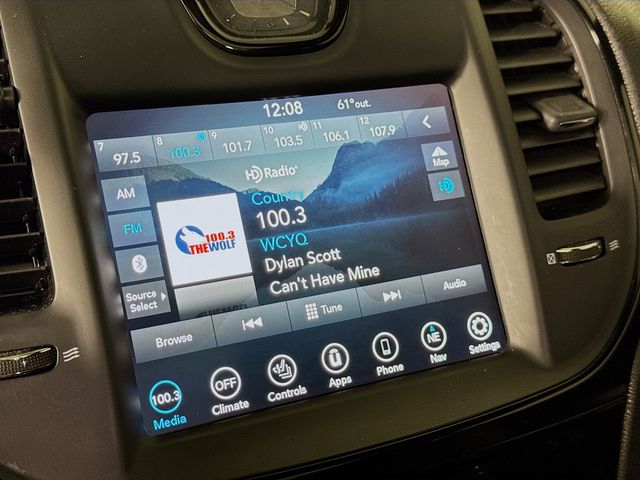 12:08 61°out.
7 97.5 8 100.3 9 101.7 10 103.5 11 106.1 12 107.9
HD Radio
Map
AM
Country
100.3
FM
100.3
THE WOLF
WCYQ
Dylan Scott
Can't Have Mine
Source
Select
Browse Tune Audio
100.3 OFF NE
Media Climate Controls Apps Phone Nav Settings